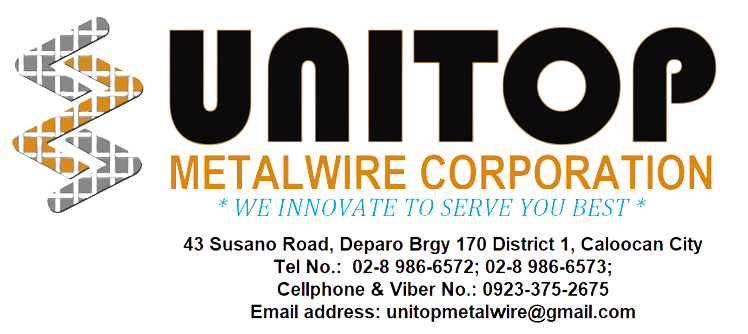 UNITOP
METALWIRE CORPORATION
* WE INNOVATE TO SERVE YOU BEST *
43 Susano Road, Deparo Brgy 170 District 1, Caloocan City
Tel No.: 02-8 986-6572; 02-8 986-6573;
Cellphone & Viber No.: 0923-375-2675
Email address: unitopmetalwire@gmail.com